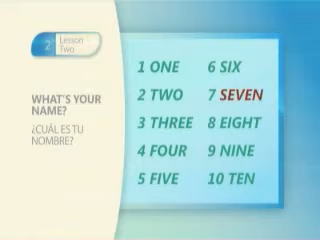 2 Lesson
Two
WHAT'S YOUR
NAME?
¿CUÁL ES TU
NOMBRE?
1 ONE
2 TWO
3 THREE
4 FOUR
5 FIVE
6 SIX
7 SEVEN
8 EIGHT
9 NINE
10 TEN